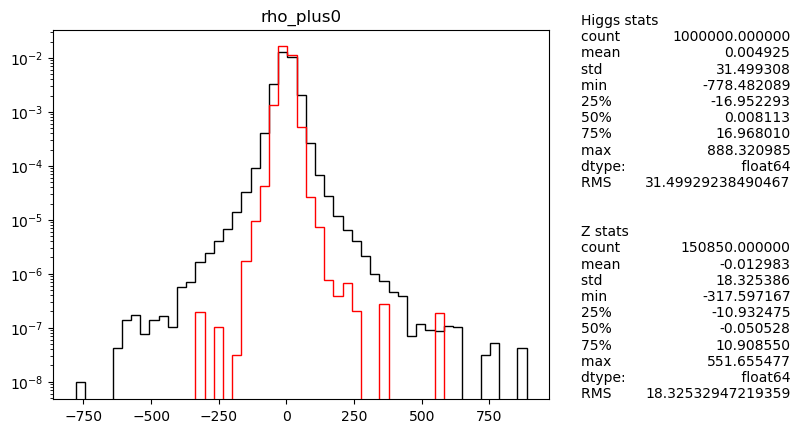 rho_plus0
10⁻²
10⁻³
10⁻⁴
10⁻⁵
10⁻⁶
10⁻⁷
10⁻⁸
−750 −500 −250 0 250 500 750
Higgs stats
count 1000000.000000
mean 0.004925
std 31.499308
min -778.482089
25% -16.952293
50% 0.008113
75% 16.968010
max 888.320985
dtype: float64
RMS 31.49929238490467
Z stats
count 150850.000000
mean -0.012983
std 18.325386
min -317.597167
25% -10.932475
50% -0.050528
75% 10.908550
max 551.655477
dtype: float64
RMS 18.32532947219359